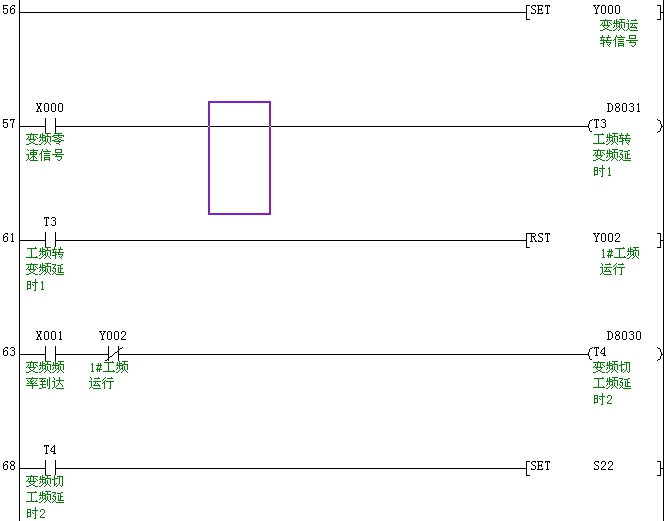 56 SET Y000
变频运
转信号
X000 D8031
57 T3
变频零 工频转
速信号 变频延
时1
T3
61 RST Y002
工频转 1#工频
变频延 运行
时1
X001 Y002 D8030
63 T4
变频频 1#工频 变频切
率到达 运行 工频延
时2
T4
68 SET S22
变频切
工频延
时2